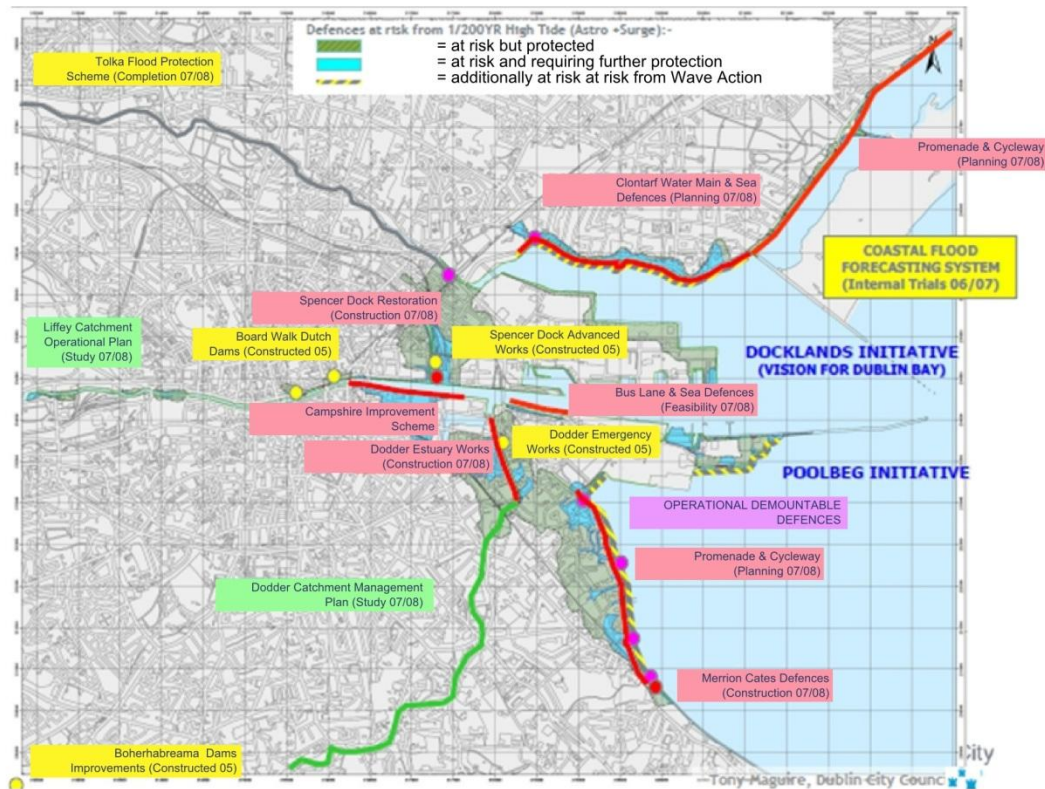 Defences at risk from 1/200YR High Tide (Astro +Surge):-
= at risk but protected
= at risk and requiring further protection
= additionally at risk at risk from Wave Action
Tolka Flood Protection
Scheme (Completion 07/08)
Promenade & Cycleway
(Planning 07/08)
Clontarf Water Main & Sea
Defences (Planning 07/08)
COASTAL FLOOD
FORECASTING SYSTEM
(Internal Trials 06/07)
Spencer Dock Restoration
(Construction 07/08)
Liffey Catchment
Operational Plan
(Study 07/08)
Board Walk Dutch
Dams (Constructed 05)
Spencer Dock Advanced
Works (Constructed 05)
DOCKLANDS INITIATIVE
(VISION FOR DUBLIN BAY)
Bus Lane & Sea Defences
(Feasibility 07/08)
Campshire Improvement
Scheme
Dodder Estuary Works
(Construction 07/08)
Dodder Emergency
Works (Constructed 05)
POOLBEG INITIATIVE
OPERATIONAL DEMOUNTABLE
DEFENCES
Promenade & Cycleway
(Planning 07/08)
Dodder Catchment Management
Plan (Study 07/08)
Merrion Cates Defences
(Construction 07/08)
Boherhabreama Dams
Improvements (Constructed 05)
City
Tony Maguire, Dublin City Counc